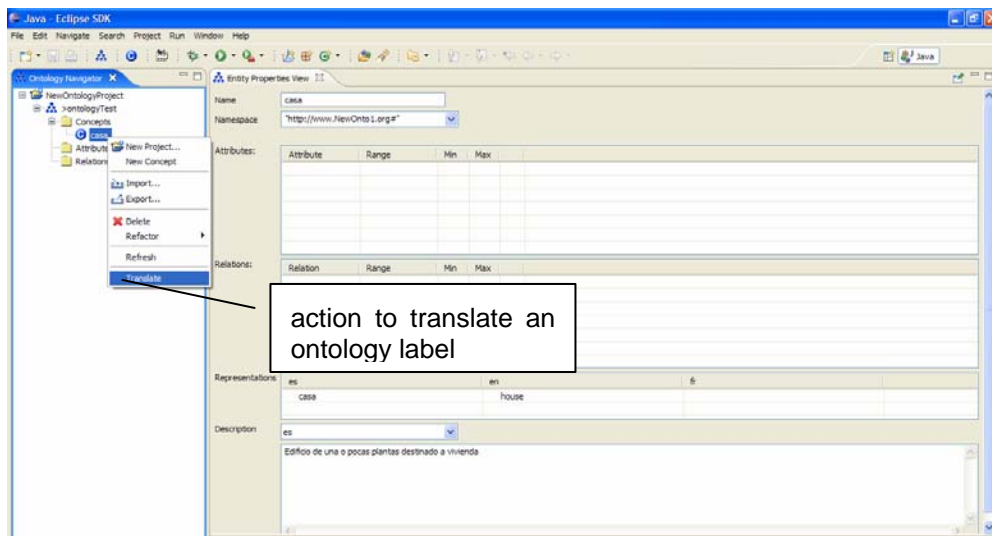 Java - Eclipse SDK
File Edit Navigate Search Project Run Window Help
Java
Ontology Navigator
Entity Properties View
NewOntologyProject
>ontologyTest
Concepts
casa
New Project...
New Concept
Import...
Export...
Delete
Refactor
Refresh
Translate
Name
casa
Namespace
"http://www.NewOnto1.org#"
Attributes:
Attribute Range Min Max
Relations:
Relation Range Min Max
action to translate an
ontology label
Representations
es en fr
casa house
Description
es
Edificio de una o pocas plantas destinado a vivienda